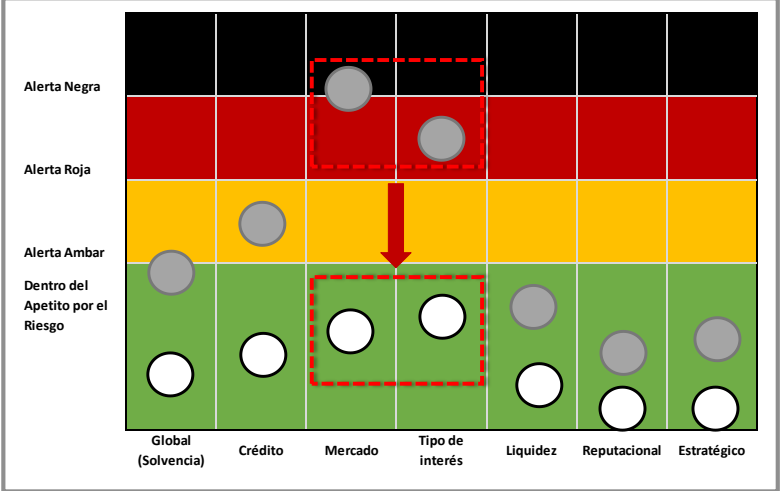 Alerta Negra
Alerta Roja
Alerta Ambar
Dentro del
Apetito por el
Riesgo
Global
(Solvencia)
Crédito
Mercado
Tipo de
interés
Liquidez
Reputacional
Estratégico